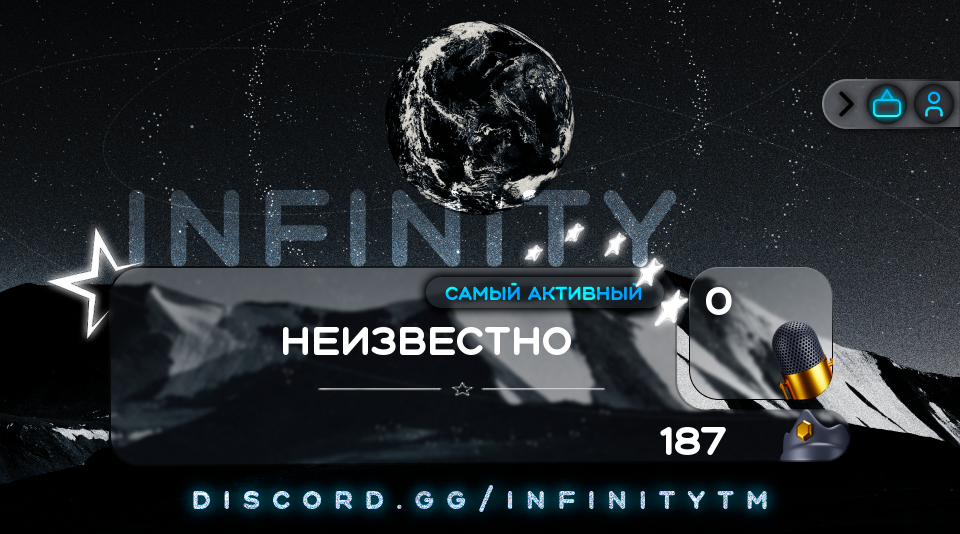 INFINITY
САМЫЙ АКТИВНЫЙ
0
НЕИЗВЕСТНО
187
DISCORD.GG/INFINITYTM